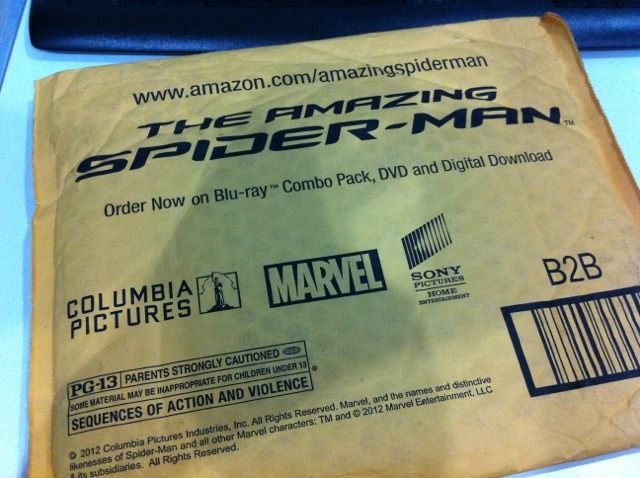 www.amazon.com/amazingspiderman
THE AMAZING
SPIDER-MAN™
Order Now on Blu-ray™ Combo Pack, DVD and Digital Download
COLUMBIA
PICTURES
MARVEL
SONY
PICTURES
HOME
ENTERTAINMENT
B2B
PG-13 PARENTS STRONGLY CAUTIONED
SOME MATERIAL MAY BE INAPPROPRIATE FOR CHILDREN UNDER 13
SEQUENCES OF ACTION AND VIOLENCE
®
© 2012 Columbia Pictures Industries, Inc. All Rights Reserved. Marvel, and the names and distinctive
likenesses of Spider-Man and all other Marvel characters: TM and © 2012 Marvel Entertainment, LLC
& its subsidiaries. All Rights Reserved.